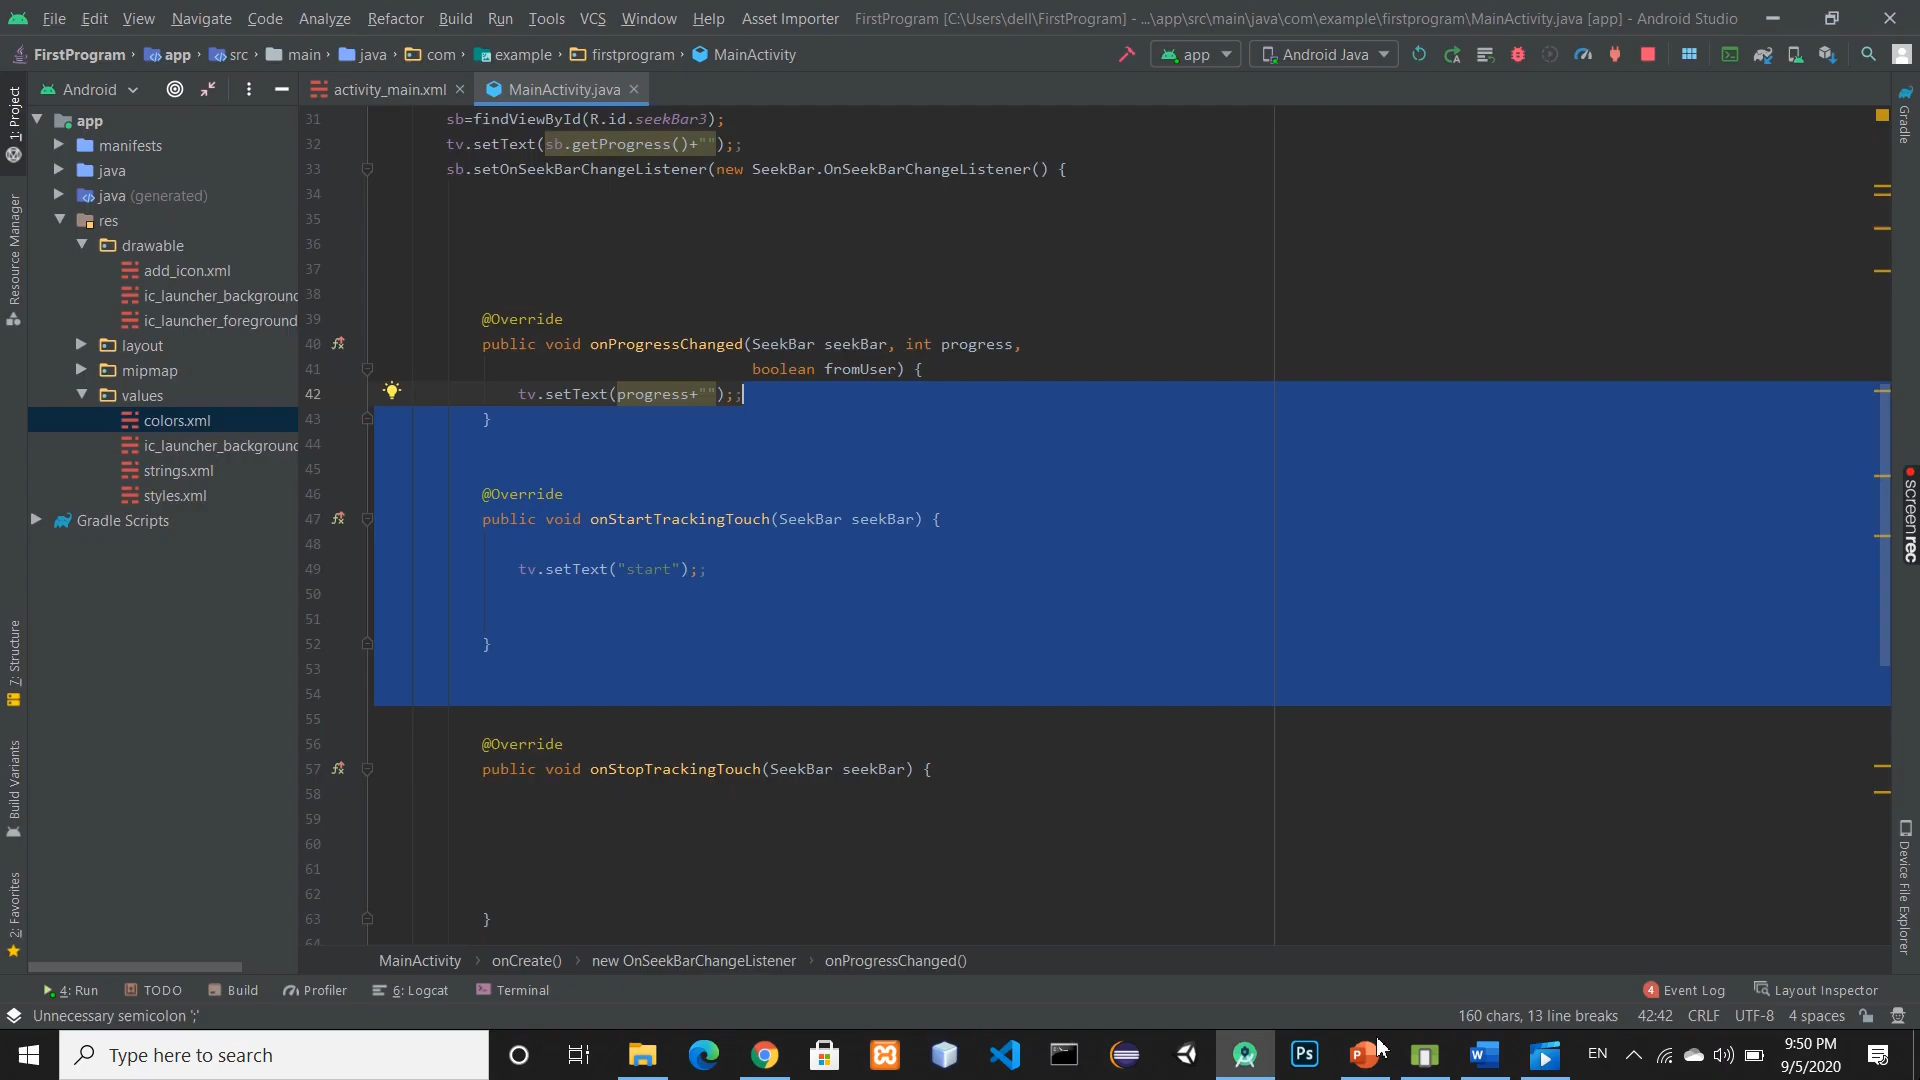 File Edit View Navigate Code Analyze Refactor Build Run Tools VCS Window Help Asset Importer FirstProgram [C:\Users\dell\FirstProgram] - ...\app\src\main\java\com\example\firstprogram\MainActivity.java [app] - Android Studio
FirstProgram app src main java com example firstprogram MainActivity app Android Java
Android activity_main.xml MainActivity.java
1: Project
Resource Manager
7: Structure
Build Variants
2: Favorites
app
manifests
java
java (generated)
res
drawable
add_icon.xml
ic_launcher_background
ic_launcher_foreground
layout
mipmap
values
colors.xml
ic_launcher_background
strings.xml
styles.xml
Gradle Scripts
31 sb=findViewById(R.id.seekBar3);
32 tv.setText(sb.getProgress()+"");;
33 sb.setOnSeekBarChangeListener(new SeekBar.OnSeekBarChangeListener() {
34
35
36
37
38
39 @Override
40 public void onProgressChanged(SeekBar seekBar, int progress,
41 boolean fromUser) {
42 tv.setText(progress+"");;
43 }
44
45
46 @Override
47 public void onStartTrackingTouch(SeekBar seekBar) {
48
49 tv.setText("start");;
50
51
52 }
53
54
55
56 @Override
57 public void onStopTrackingTouch(SeekBar seekBar) {
58
59
60
61
62
63 }
64
Gradle
screenrec
Device File Explorer
MainActivity onCreate() new OnSeekBarChangeListener onProgressChanged()
4: Run TODO Build Profiler 6: Logcat Terminal 4 Event Log Layout Inspector
Unnecessary semicolon ';' 160 chars, 13 line breaks 42:42 CRLF UTF-8 4 spaces
Type here to search Ps EN 9:50 PM
9/5/2020